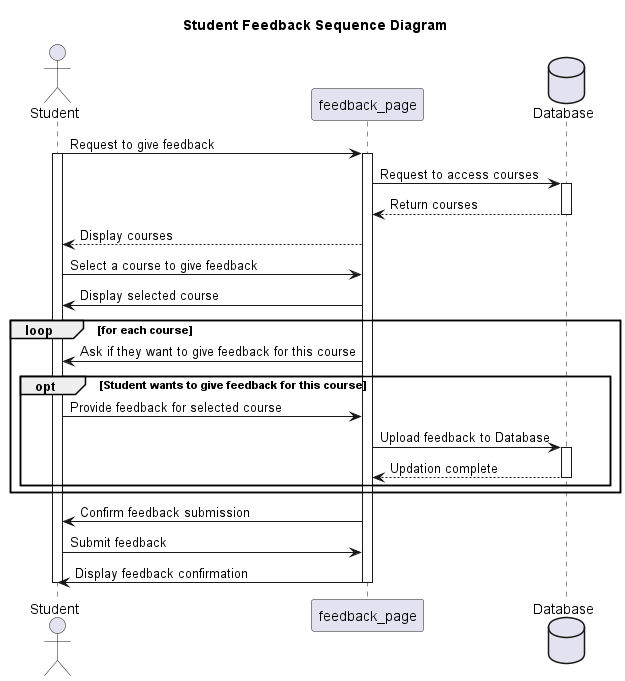 Student Feedback Sequence Diagram
Student
feedback_page
Database
Request to give feedback
Request to access courses
Return courses
Display courses
Select a course to give feedback
Display selected course
loop [for each course]
Ask if they want to give feedback for this course
opt [Student wants to give feedback for this course]
Provide feedback for selected course
Upload feedback to Database
Updation complete
Confirm feedback submission
Submit feedback
Display feedback confirmation
Student
feedback_page
Database